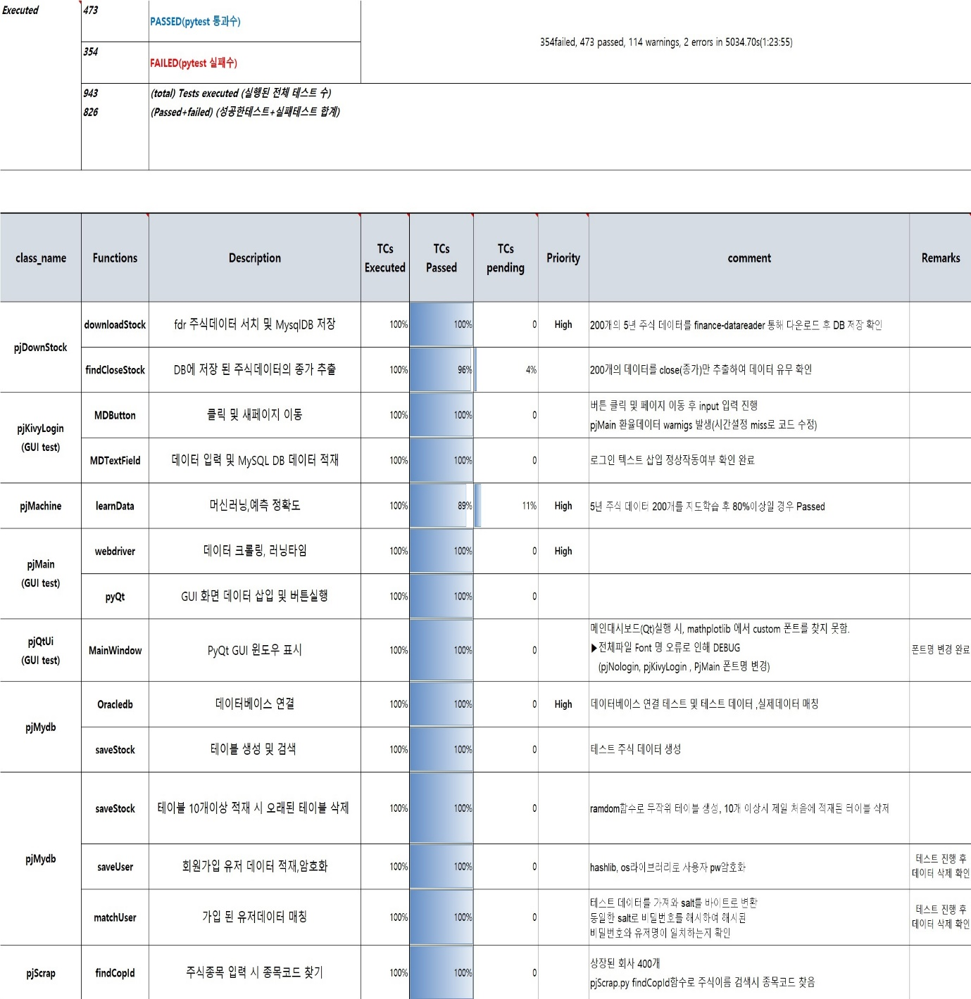 Executed
473
PASSED(pytest 통과수)
354failed, 473 passed, 114 warnings, 2 errors in 5034.70s(1:23:55)
354
FAILED(pytest 실패수)
943
(total) Tests executed (실행된 전체 테스트 수)
826
(Passed+failed) (성공한테스트+실패테스트 합계)
class_name
Functions
Description
TCs
Executed
TCs
Passed
TCs
pending
Priority
comment
Remarks
pjDownStock
downloadStock
fdr 주식데이터 서치 및 MysqlDB 저장
100%
100%
0
High
200개의 5년 주식 데이터를 finance-datareader 통해 다운로드 후 DB 저장 확인
findCloseStock
DB에 저장 된 주식데이터의 종가 추출
100%
96%
4%
200개의 데이터를 close(종가)만 추출하여 데이터 유무 확인
pjKivyLogin
(GUI test)
MDButton
클릭 및 새페이지 이동
100%
100%
0
버튼 클릭 및 페이지 이동 후 input 입력 진행
pjMain 환율데이터 warnigs 발생(시간설정 miss로 코드 수정)
MDTextField
데이터 입력 및 MySQL DB 데이터 적재
100%
100%
0
로그인 텍스트 삽입 정상작동여부 확인 완료
pjMachine
learnData
머신러닝,예측 정확도
100%
89%
11%
High
5년 주식 데이터 200개를 지도학습 후 80%이상일 경우 Passed
pjMain
(GUI test)
webdriver
데이터 크롤링, 러닝타임
100%
100%
0
High
pyQt
GUI 화면 데이터 삽입 및 버튼실행
100%
100%
0
pjQtUi
(GUI test)
MainWindow
PyQt GUI 윈도우 표시
100%
100%
0
메인대시보드(Qt)실행 시, mathplotlib 에서 custom 폰트를 찾지 못함.
▶전체파일 Font 명 오류로 인해 DEBUG
(pjNologin, pjKivyLogin , PjMain 폰트명 변경)
폰트명 변경 완료
pjMydb
Oracledb
데이터베이스 연결
100%
100%
0
High
데이터베이스 연결 테스트 및 테스트 데이터 ,실제데이터 매칭
saveStock
테이블 생성 및 검색
100%
100%
0
테스트 주식 데이터 생성
pjMydb
saveStock
테이블 10개이상 적재 시 오래된 테이블 삭제
100%
100%
0
ramdom함수로 무작위 테이블 생성, 10개 이상시 제일 처음에 적재된 테이블 삭제
saveUser
회원가입 유저 데이터 적재,암호화
100%
100%
0
hashlib, os라이브러리로 사용자 pw암호화
테스트 진행 후
데이터 삭제 확인
matchUser
가입 된 유저데이터 매칭
100%
100%
0
테스트 데이터를 가져와 salt를 바이트로 변환
동일한 salt로 비밀번호를 해시하여 해시된
비밀번호와 유저명이 일치하는지 확인
테스트 진행 후
데이터 삭제 확인
pjScrap
findCopId
주식종목 입력 시 종목코드 찾기
100%
100%
0
상장된 회사 400개
pjScrap.py findCopId함수로 주식이름 검색시 종목코드 찾음